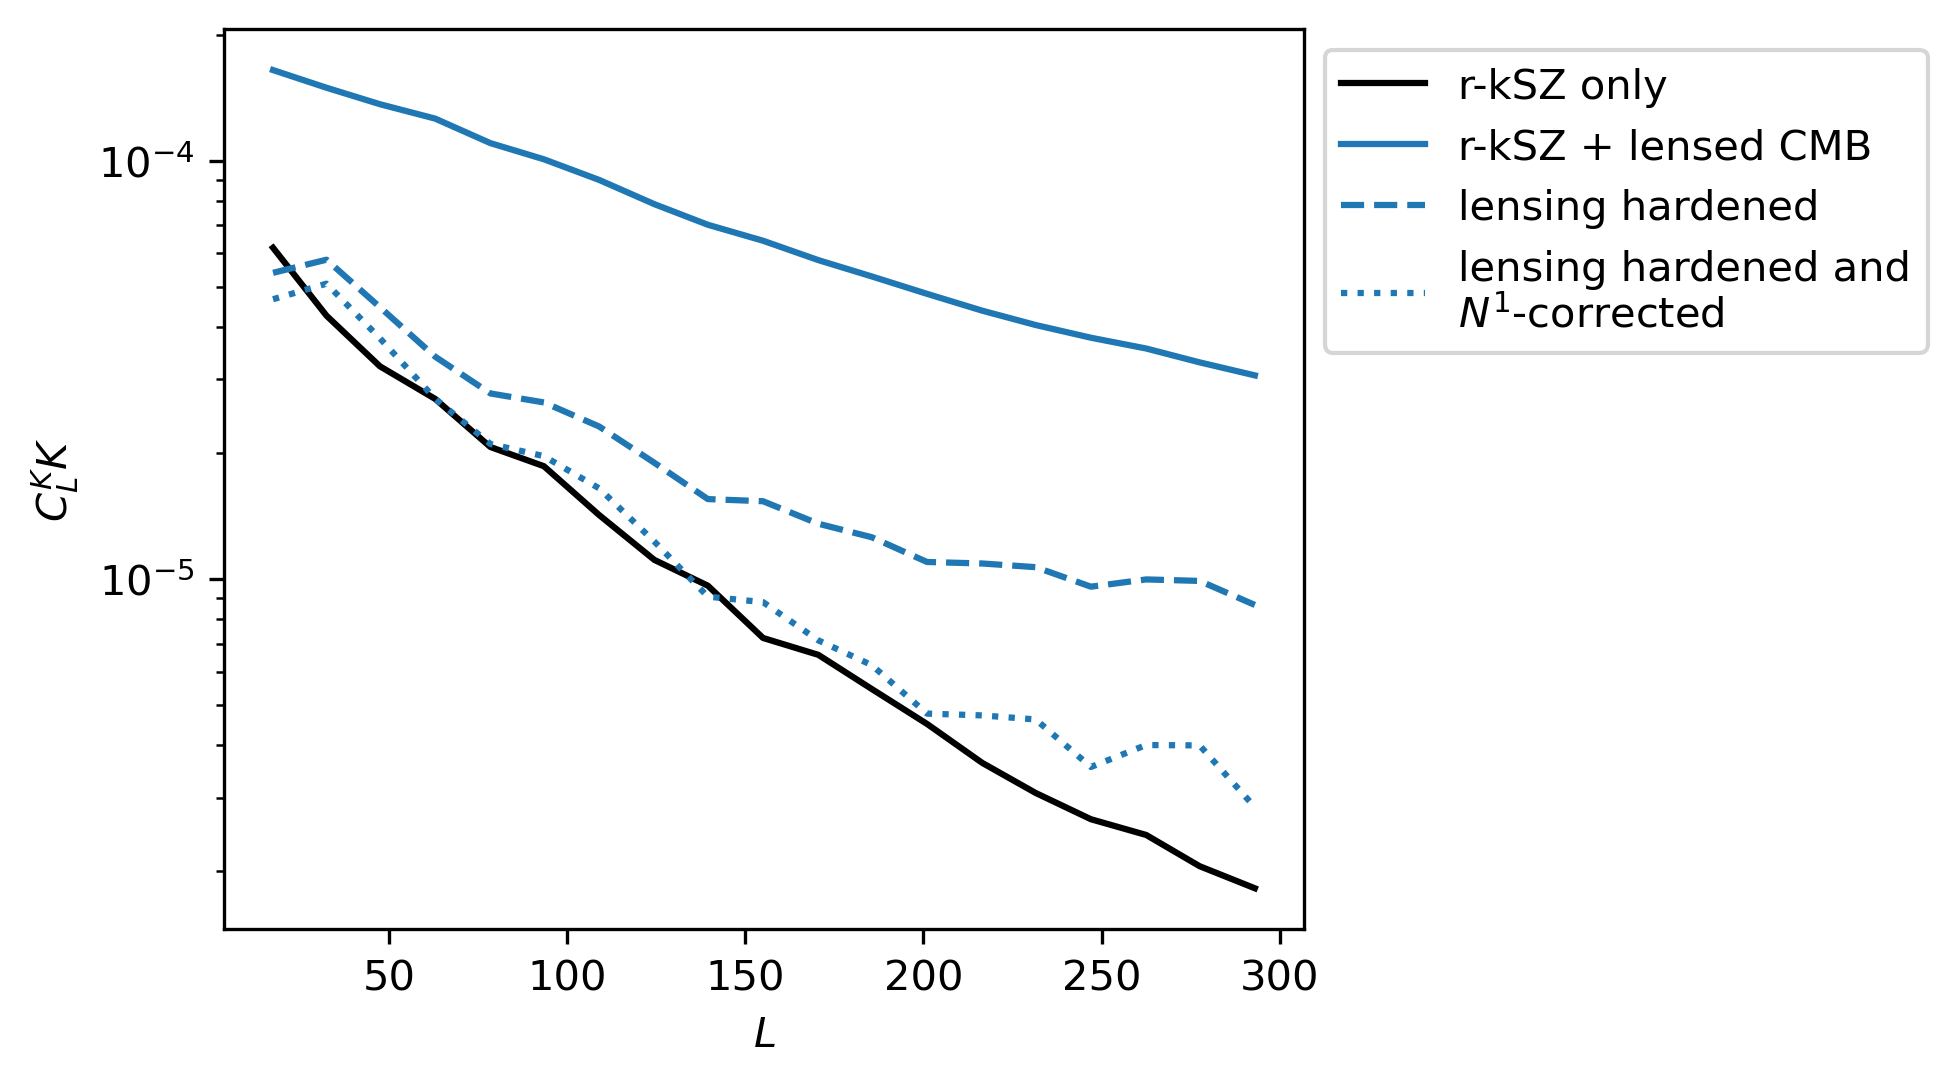 r-kSZ only
r-kSZ + lensed CMB
lensing hardened
lensing hardened and
N¹-corrected
10⁻⁴
10⁻⁵
C_L^K K
50 100 150 200 250 300
L